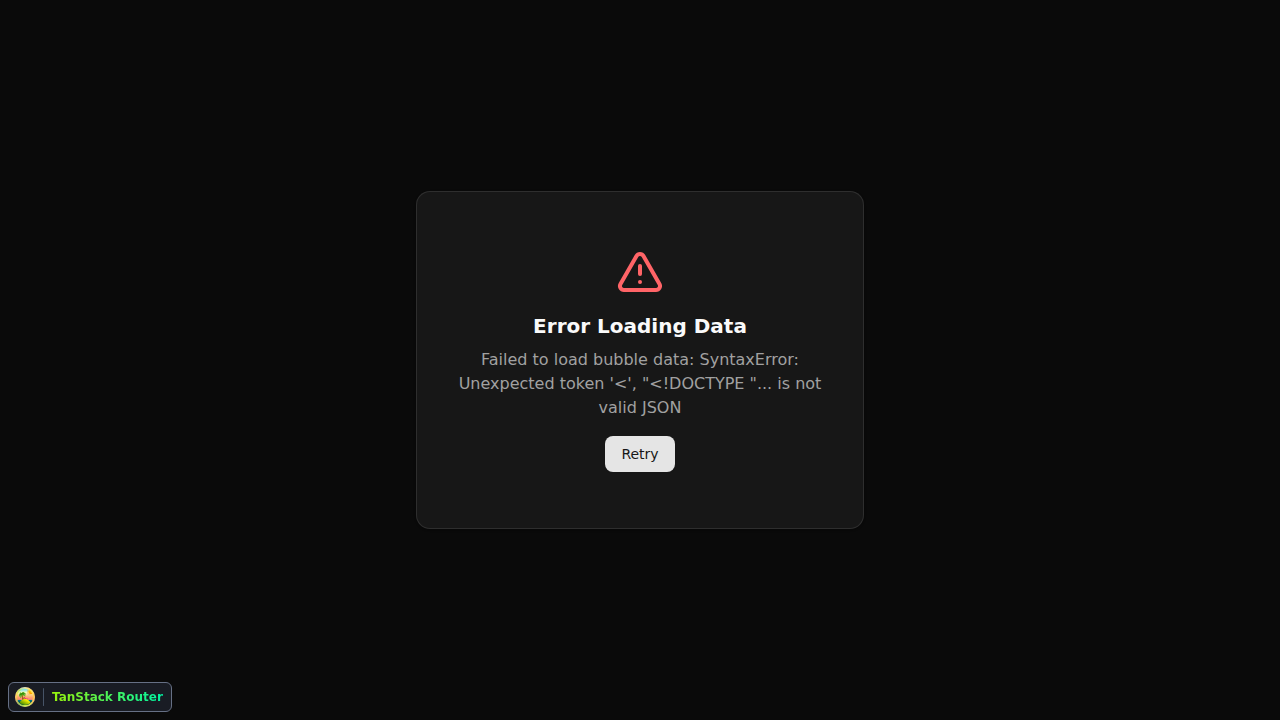 Error Loading Data
Failed to load bubble data: SyntaxError:
Unexpected token '<', "<!DOCTYPE "... is not
valid JSON
Retry
TanStack Router